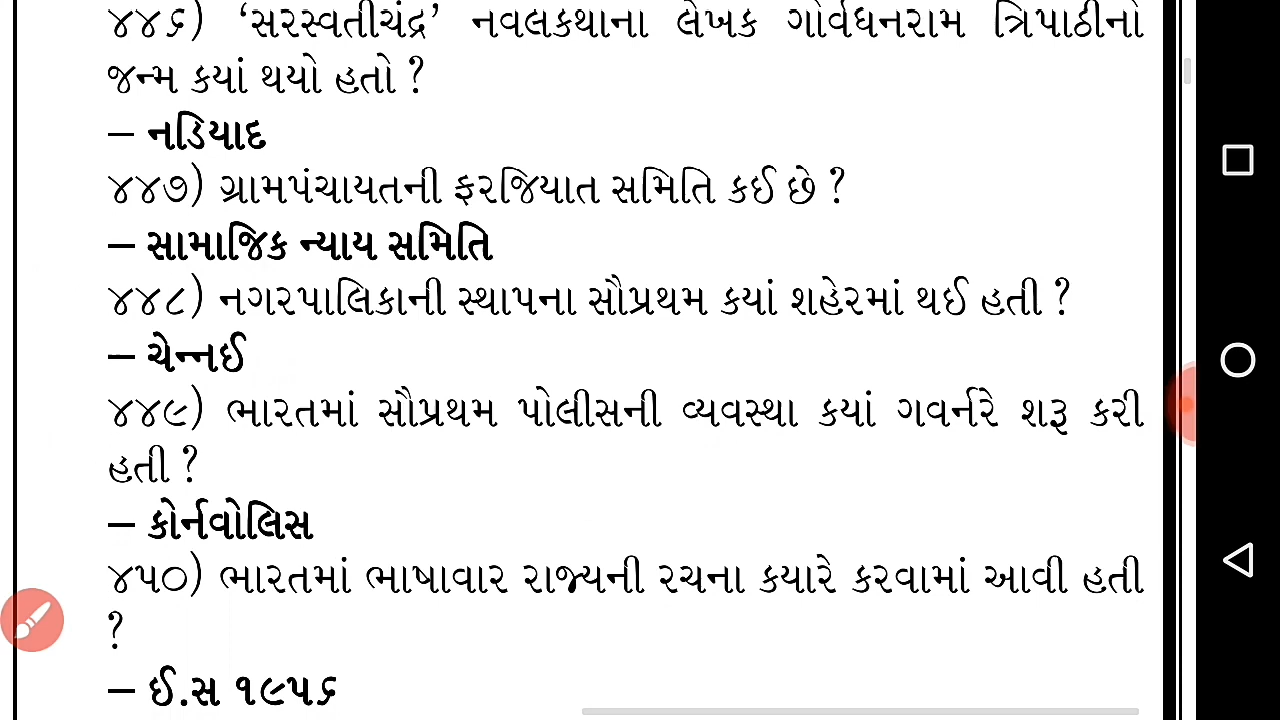 ૪૪૬) ‘સરસ્વતીચંદ્ર’ નવલકથાના લેખક ગોર્વધનરામ ત્રિપાઠીનો
જન્મ કયાં થયો હતો ?
– નડિયાદ
૪૪૭) ગ્રામપંચાયતની ફરજિયાત સમિતિ કઈ છે ?
– સામાજિક ન્યાય સમિતિ
૪૪૮) નગરપાલિકાની સ્થાપના સૌપ્રથમ કયાં શહેરમાં થઈ હતી ?
– ચેન્નઈ
૪૪૯) ભારતમાં સૌપ્રથમ પોલીસની વ્યવસ્થા કયાં ગવર્નરે શરૂ કરી
હતી ?
– કોર્નવોલિસ
૪૫૦) ભારતમાં ભાષાવાર રાજ્યની રચના કયારે કરવામાં આવી હતી
?
– ઈ.સ ૧૯૫૬